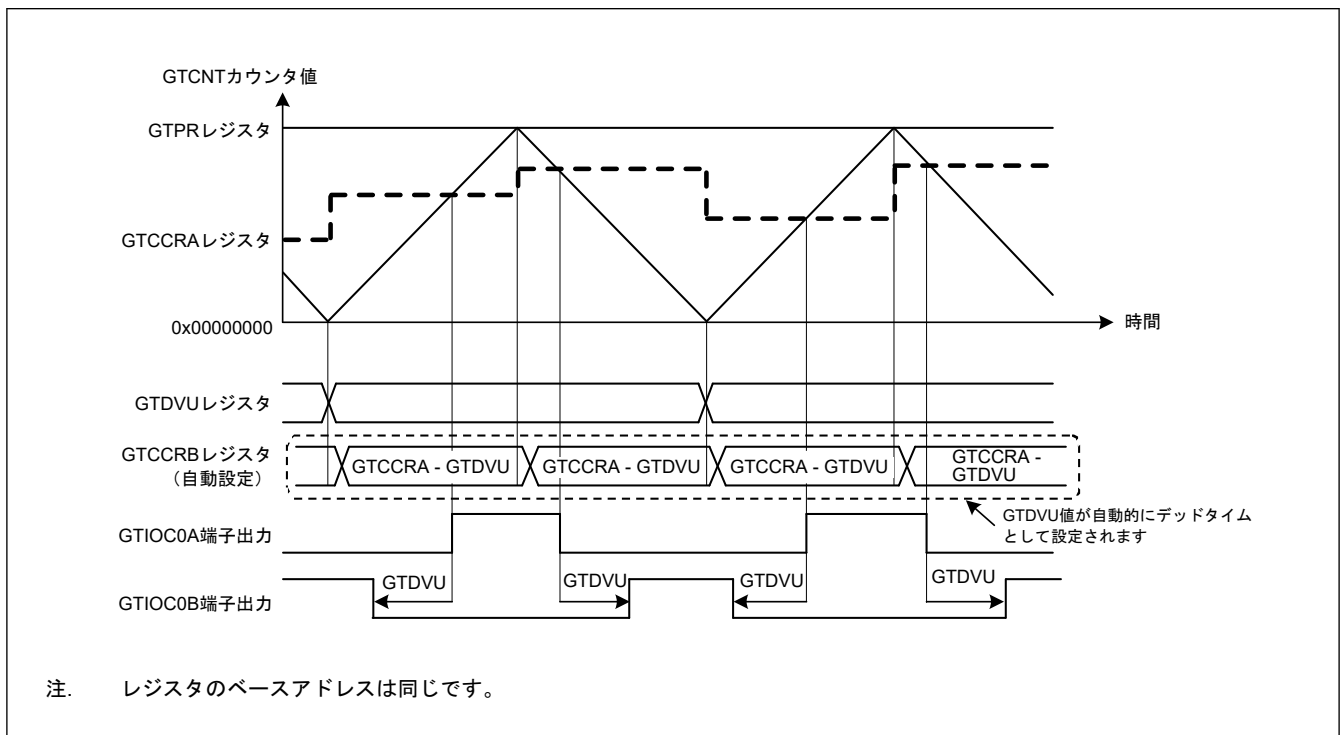 GTCNTカウンタ値
GTPRレジスタ
GTCCRAレジスタ
0x00000000
時間
GTDVUレジスタ
GTCCRBレジスタ
（自動設定）
GTCCRA - GTDVU
GTCCRA - GTDVU
GTCCRA - GTDVU
GTCCRA -
GTDVU
GTDVU値が自動的にデッドタイム
として設定されます
GTIOC0A端子出力
GTDVU
GTDVU
GTDVU
GTDVU
GTIOC0B端子出力
注. レジスタのベースアドレスは同じです。